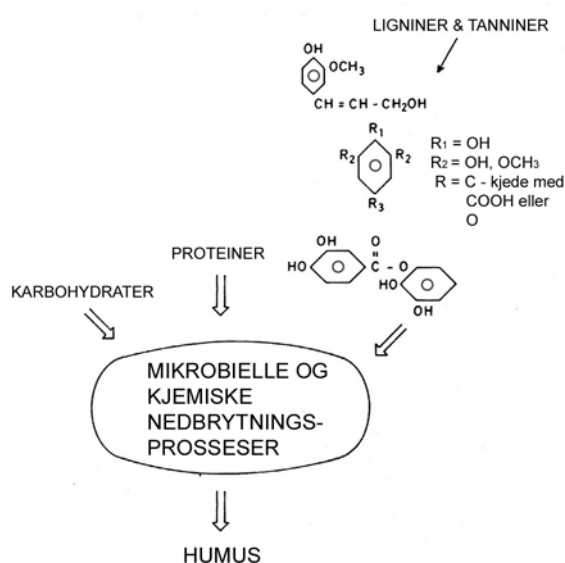 LIGNINER & TANNINER
OH
OCH3
CH = CH - CH2OH
R1
R2 R2
R3
R1 = OH
R2 = OH, OCH3
R = C - kjede med
COOH eller
O
OH
HO
O
C - O
HO
OH
PROTEINER
KARBOHYDRATER
MIKROBIELLE OG
KJEMISKE
NEDBRYTNINGS-
PROSSESER
HUMUS